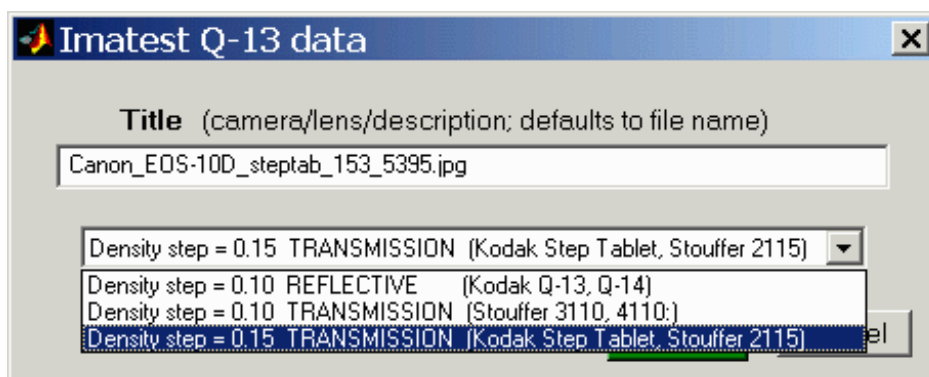 Imatest Q-13 data
Title (camera/lens/description; defaults to file name)
Canon_EOS-10D_steptab_153_5395.jpg
Density step = 0.15 TRANSMISSION (Kodak Step Tablet, Stouffer 2115)
Density step = 0.10 REFLECTIVE (Kodak Q-13, Q-14)
Density step = 0.10 TRANSMISSION (Stouffer 3110, 4110:)
Density step = 0.15 TRANSMISSION (Kodak Step Tablet, Stouffer 2115)
el